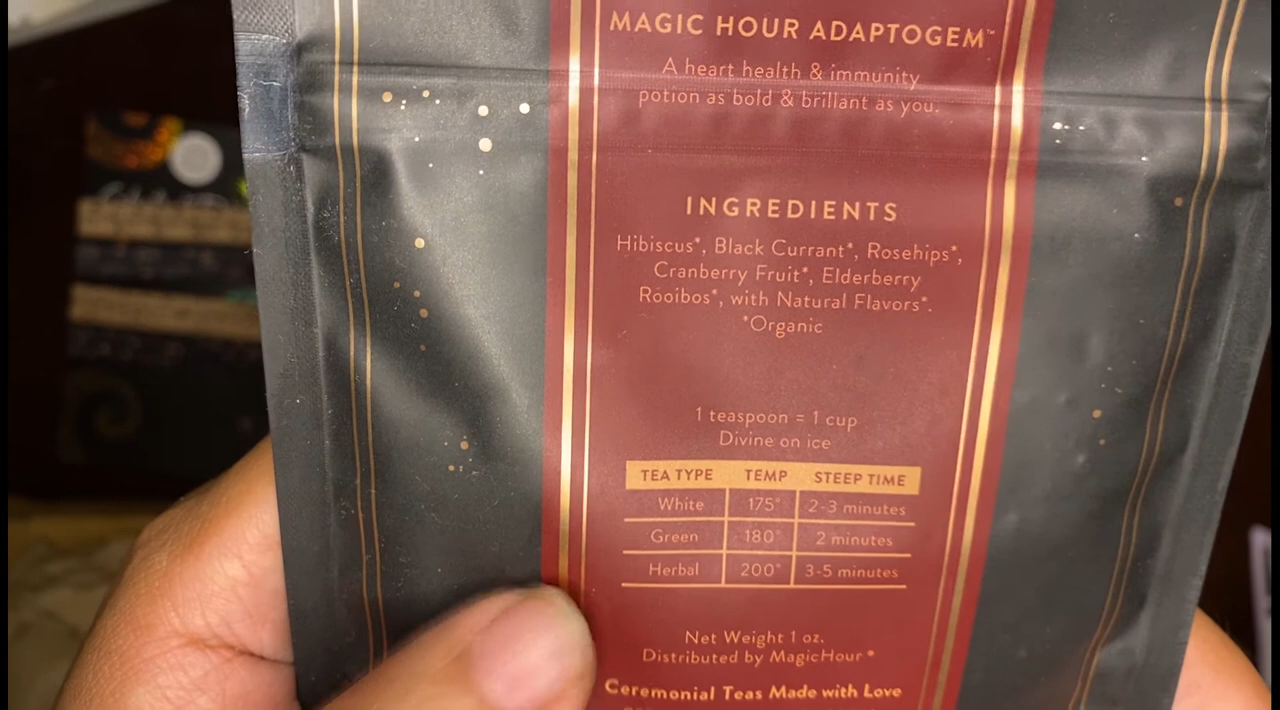 MAGIC HOUR ADAPTOGEM™
A heart health & immunity
potion as bold & brillant as you.
INGREDIENTS
Hibiscus*, Black Currant*, Rosehips*,
Cranberry Fruit*, Elderberry
Rooibos*, with Natural Flavors*.
*Organic
1 teaspoon = 1 cup
Divine on ice
TEA TYPE TEMP STEEP TIME
White 175° 2-3 minutes
Green 180° 2 minutes
Herbal 200° 3-5 minutes
Net Weight 1 oz.
Distributed by MagicHour*
Ceremonial Teas Made with Love